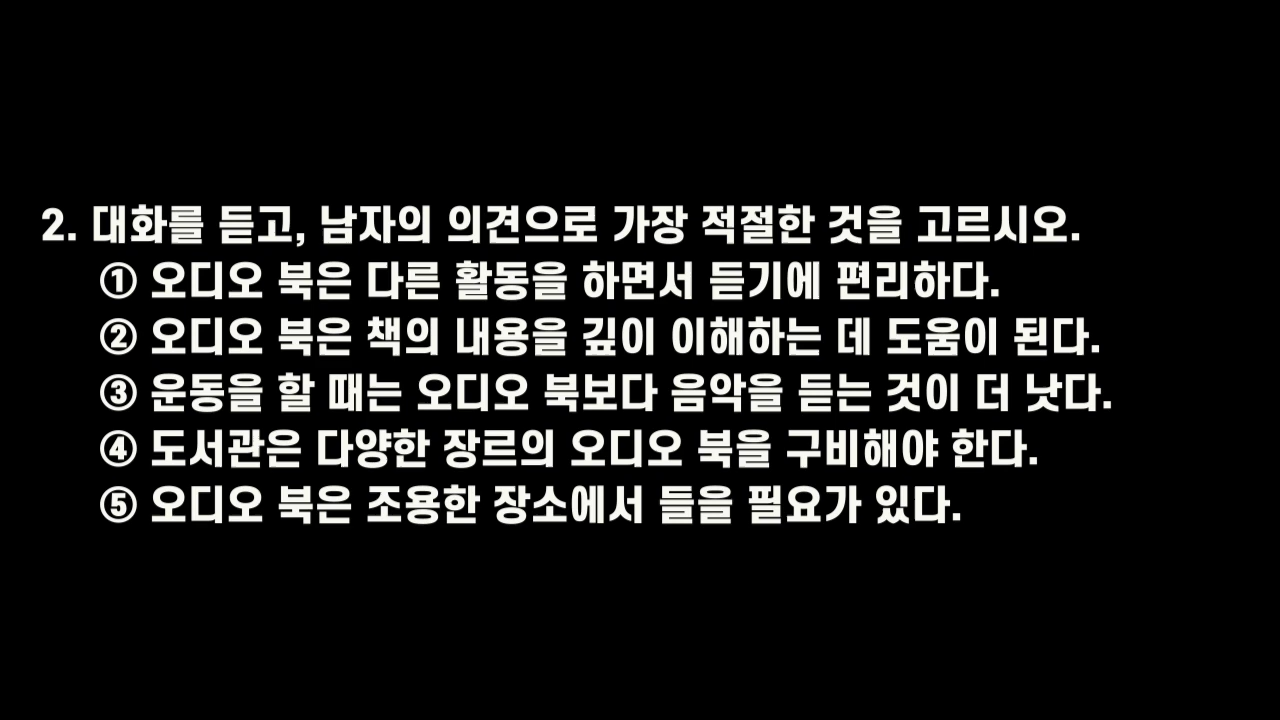 2. 대화를 듣고, 남자의 의견으로 가장 적절한 것을 고르시오.
① 오디오 북은 다른 활동을 하면서 듣기에 편리하다.
② 오디오 북은 책의 내용을 깊이 이해하는 데 도움이 된다.
③ 운동을 할 때는 오디오 북보다 음악을 듣는 것이 더 낫다.
④ 도서관은 다양한 장르의 오디오 북을 구비해야 한다.
⑤ 오디오 북은 조용한 장소에서 들을 필요가 있다.